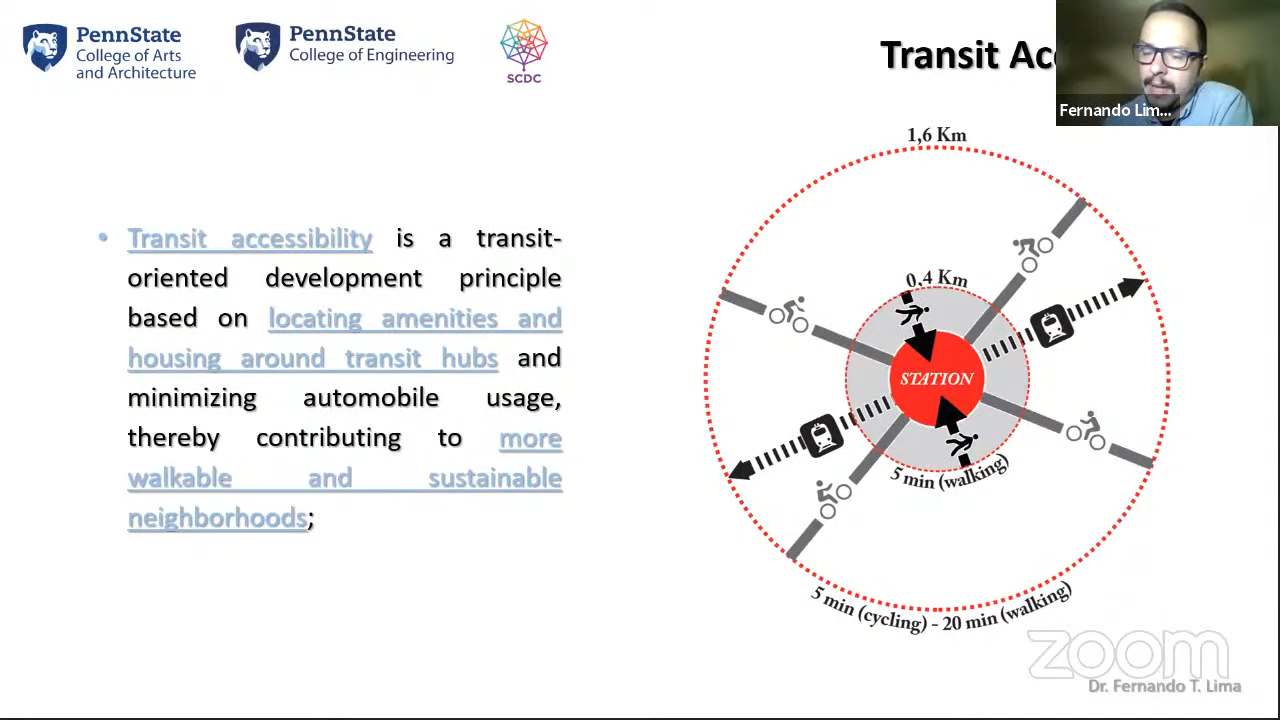 PennState
College of Arts
and Architecture
PennState
College of Engineering
SCDC
Transit Acc
Fernando Lim...
• Transit accessibility is a transit-
oriented development principle
based on locating amenities and
housing around transit hubs and
minimizing automobile usage,
thereby contributing to more
walkable and sustainable
neighborhoods;
1,6 Km
0,4 Km
STATION
5 min (walking)
5 min (cycling) - 20 min (walking)
zoom
Dr. Fernando T. Lima